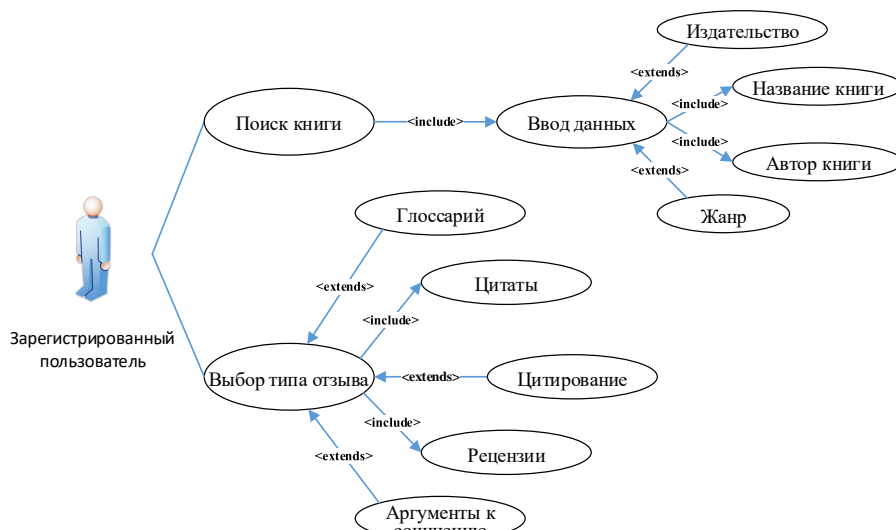 Издательство
<extends>
Название книги
<include>
Поиск книги
<include>
Ввод данных
<include>
Автор книги
<extends>
Жанр
Глоссарий
<extends>
Цитаты
<include>
Зарегистрированный
пользователь
Выбор типа отзыва
<extends>
Цитирование
<include>
<extends>
Рецензии
Аргументы к
сочинению